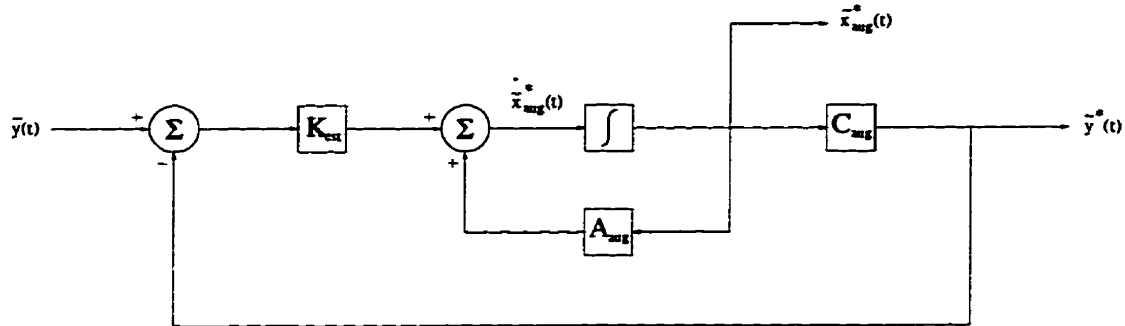 x̄*aug(t)
ẋ̄*aug(t)
ȳ(t) + Σ Kest + Σ ∫ Caug ȳ*(t)
− +
Aaug